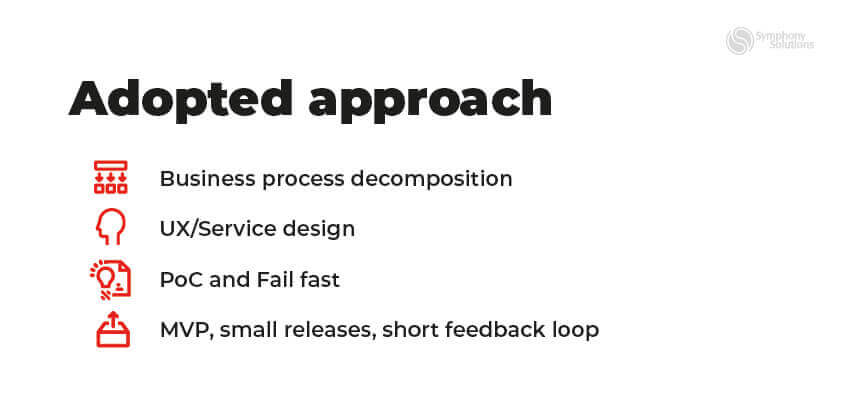 Symphony
Solutions
Adopted approach
Business process decomposition
UX/Service design
PoC and Fail fast
MVP, small releases, short feedback loop